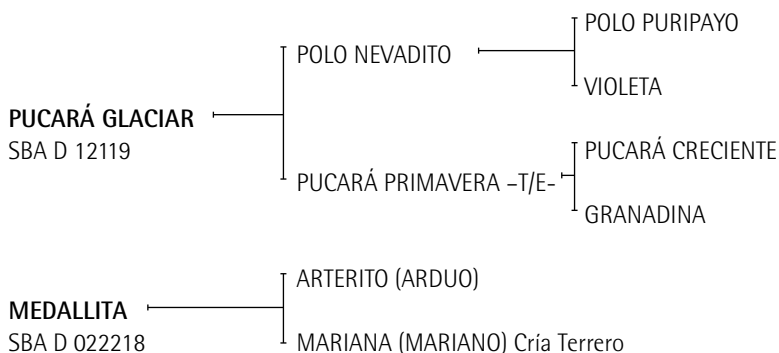 POLO PURIPAYO
POLO NEVADITO
VIOLETA
PUCARÁ GLACIAR
SBA D 12119
PUCARÁ CRECIENTE
PUCARÁ PRIMAVERA –T/E-
GRANADINA
ARTERITO (ARDUO)
MEDALLITA
SBA D 022218
MARIANA (MARIANO) Cría Terrero